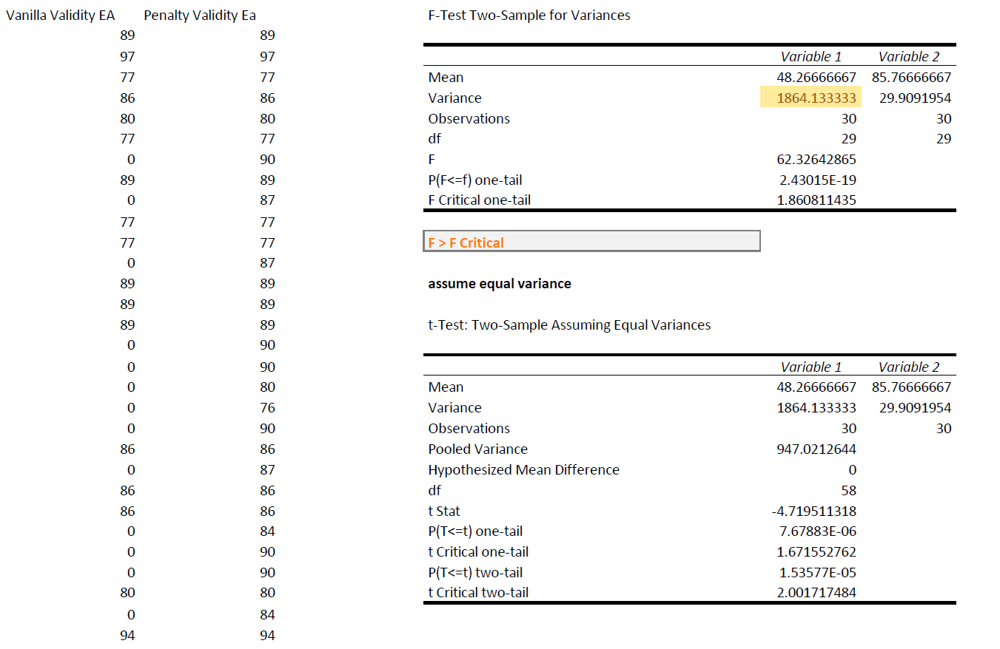 Vanilla Validity EA Penalty Validity Ea F-Test Two-Sample for Variances
89 89
97 97 Variable 1 Variable 2
77 77 Mean 48.26666667 85.76666667
86 86 Variance 1864.133333 29.9091954
80 80 Observations 30 30
77 77 df 29 29
0 90 F 62.32642865
89 89 P(F<=f) one-tail 2.43015E-19
0 87 F Critical one-tail 1.860811435
77 77
77 77 F > F Critical
0 87
89 89 assume equal variance
89 89
89 89 t-Test: Two-Sample Assuming Equal Variances
0 90
0 90 Variable 1 Variable 2
0 80 Mean 48.26666667 85.76666667
0 76 Variance 1864.133333 29.9091954
0 90 Observations 30 30
86 86 Pooled Variance 947.0212644
0 87 Hypothesized Mean Difference 0
86 86 df 58
86 86 t Stat -4.719511318
0 84 P(T<=t) one-tail 7.67883E-06
0 90 t Critical one-tail 1.671552762
0 90 P(T<=t) two-tail 1.53577E-05
80 80 t Critical two-tail 2.001717484
0 84
94 94